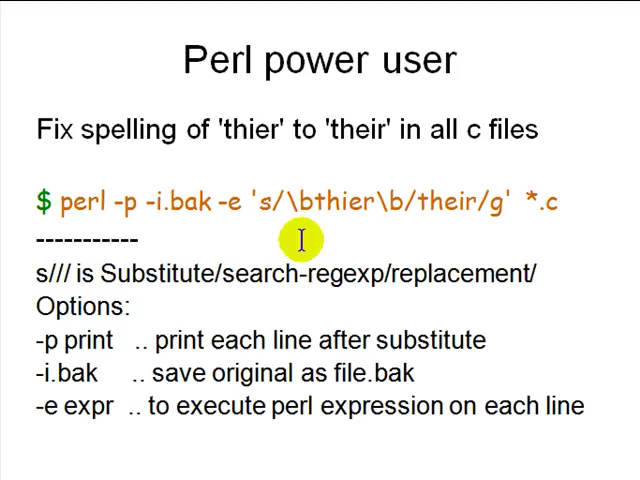 Perl power user
Fix spelling of 'thier' to 'their' in all c files
$ perl -p -i.bak -e 's/\bthier\b/their/g' *.c
-----------
s/// is Substitute/search-regexp/replacement/
Options:
-p print .. print each line after substitute
-i.bak .. save original as file.bak
-e expr .. to execute perl expression on each line